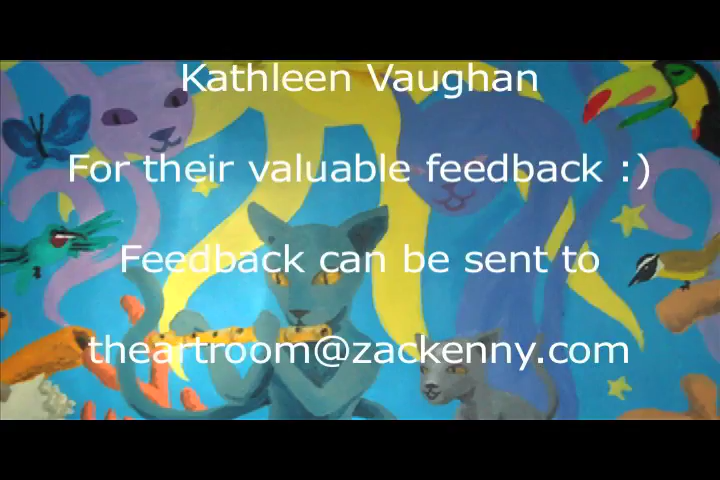 Kathleen Vaughan
For their valuable feedback :)
Feedback can be sent to
theartroom@zackenny.com